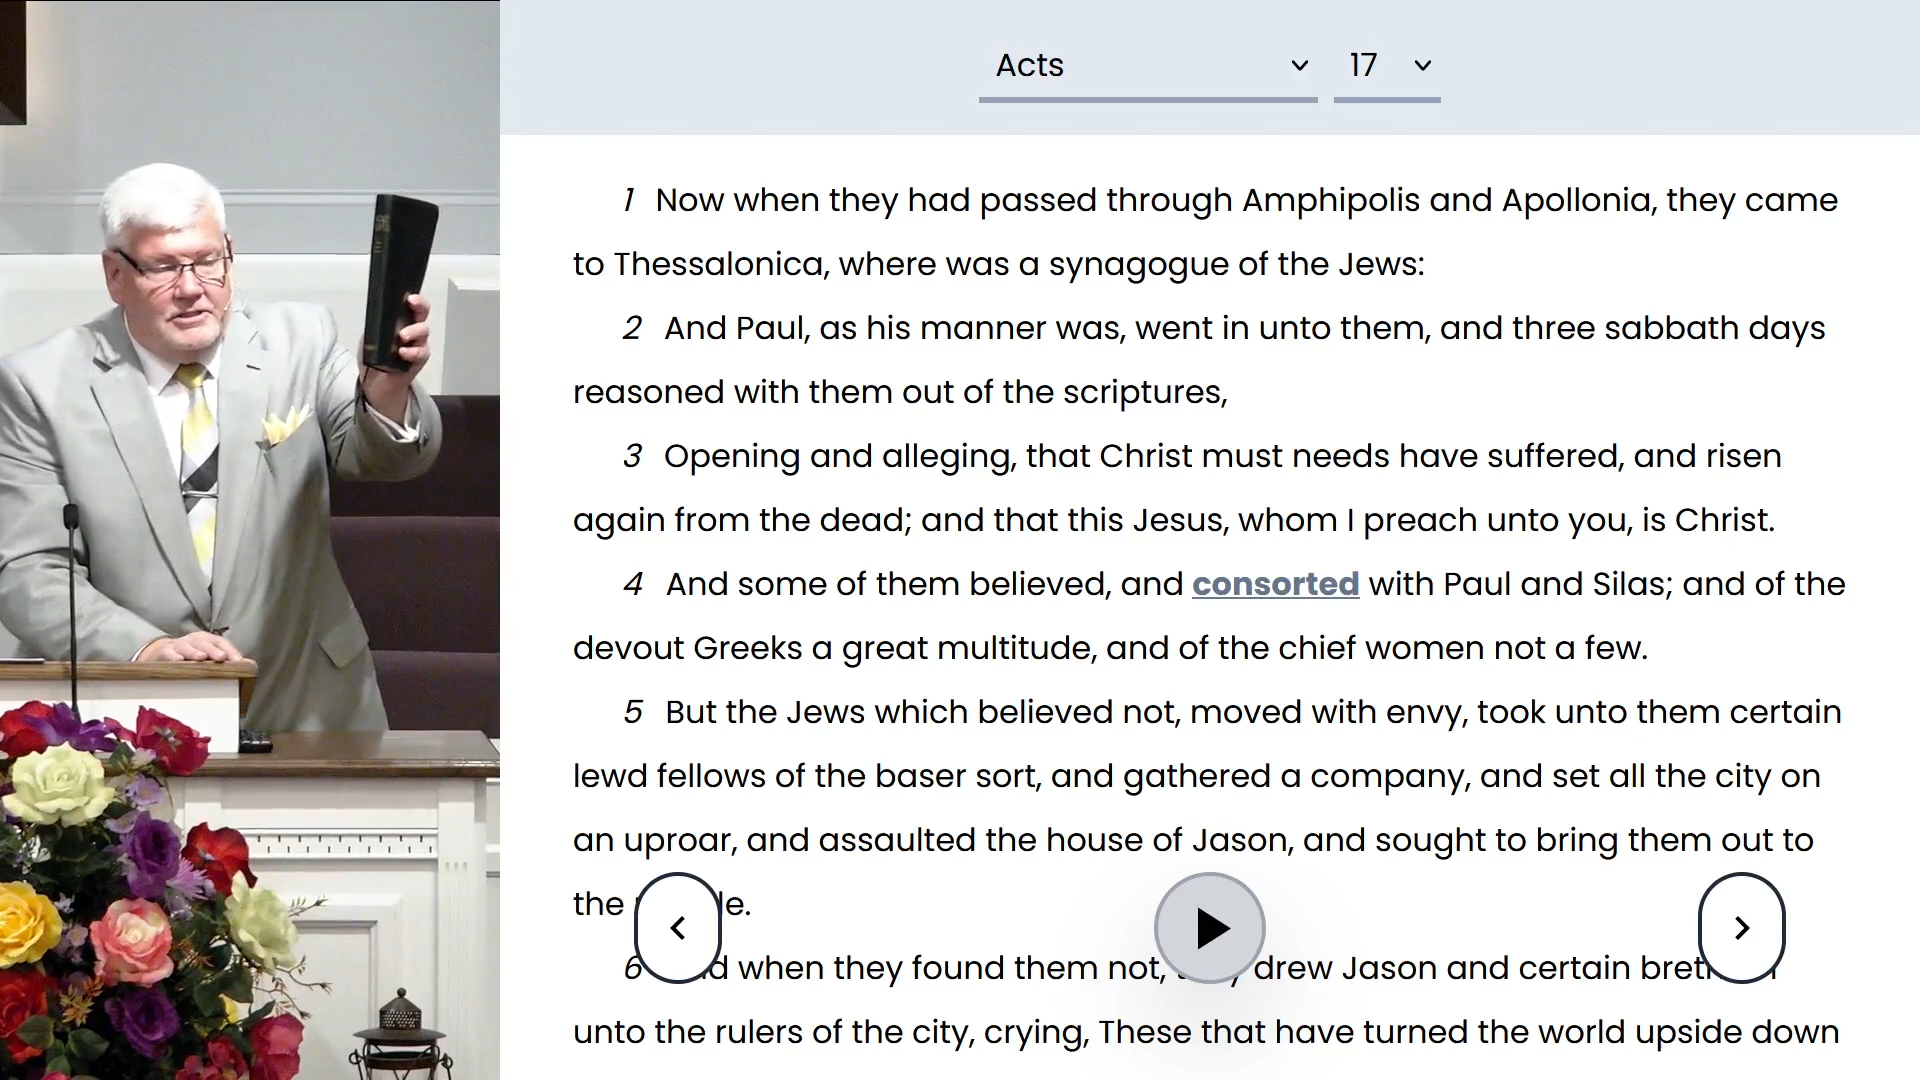 Acts 17
1 Now when they had passed through Amphipolis and Apollonia, they came
to Thessalonica, where was a synagogue of the Jews:
2 And Paul, as his manner was, went in unto them, and three sabbath days
reasoned with them out of the scriptures,
3 Opening and alleging, that Christ must needs have suffered, and risen
again from the dead; and that this Jesus, whom I preach unto you, is Christ.
4 And some of them believed, and consorted with Paul and Silas; and of the
devout Greeks a great multitude, and of the chief women not a few.
5 But the Jews which believed not, moved with envy, took unto them certain
lewd fellows of the baser sort, and gathered a company, and set all the city on
an uproar, and assaulted the house of Jason, and sought to bring them out to
the
6 when they found them not, drew Jason and certain
unto the rulers of the city, crying, These that have turned the world upside down